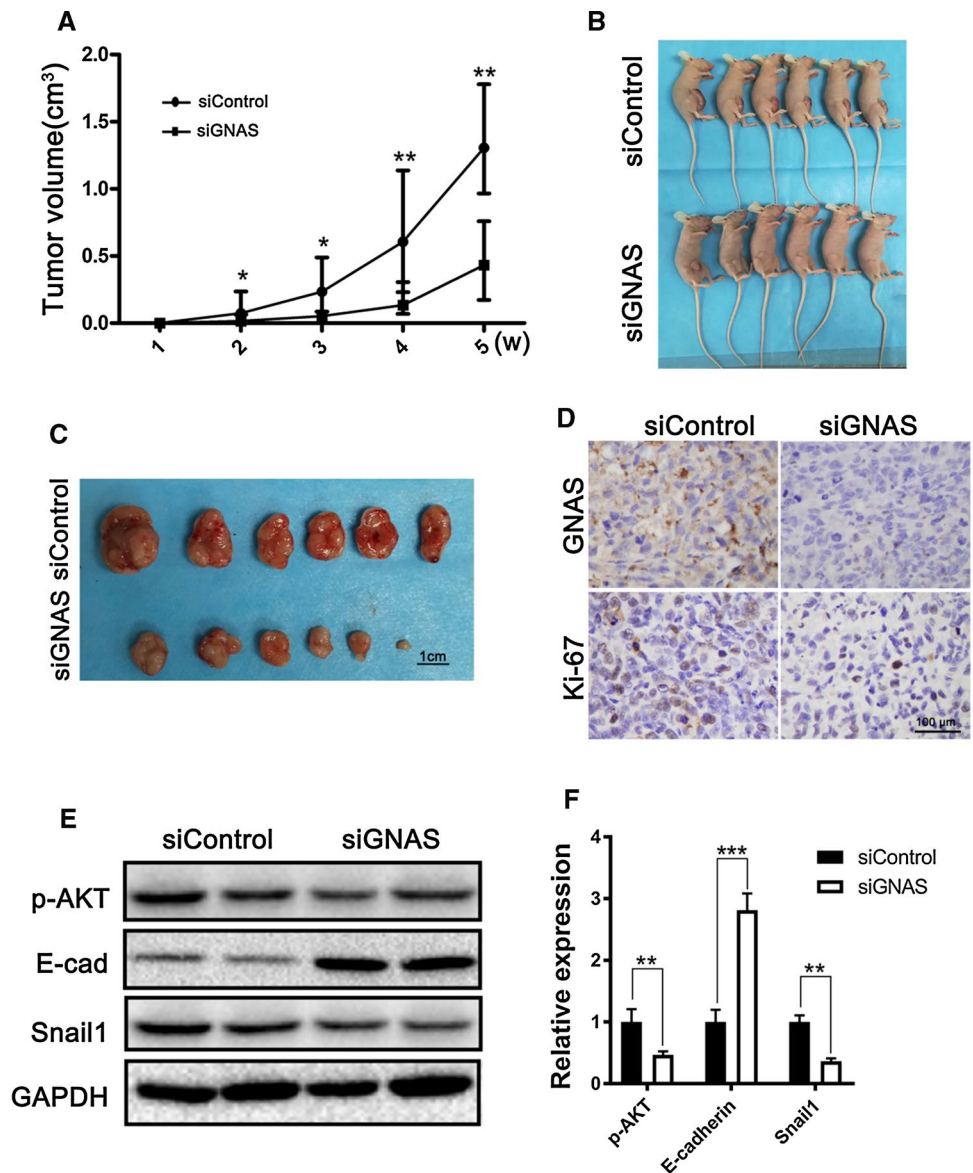 A
Tumor volume(cm³)
2.0
1.5
1.0
0.5
0.0
siControl
siGNAS
*
*
**
**
1
2
3
4
5
(w)
B
siControl
siGNAS
C
siControl
siGNAS
1cm
D
siControl
siGNAS
GNAS
Ki-67
100 µm
E
siControl
siGNAS
p-AKT
E-cad
Snail1
GAPDH
F
Relative expression
4
3
2
1
0
siControl
siGNAS
**
***
**
p-AKT
E-cadherin
Snail1